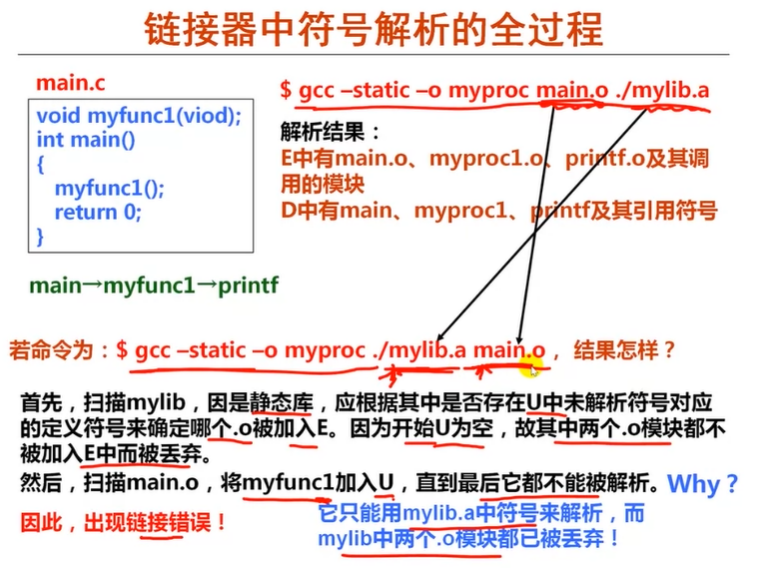 链接器中符号解析的全过程
main.c
void myfunc1(viod);
int main()
{
myfunc1();
return 0;
}
main→myfunc1→printf
$ gcc –static –o myproc main.o ./mylib.a
解析结果：
E中有main.o、myproc1.o、printf.o及其调
用的模块
D中有main、myproc1、printf及其引用符号
若命令为：$ gcc –static –o myproc ./mylib.a main.o， 结果怎样？
首先，扫描mylib，因是静态库，应根据其中是否存在U中未解析符号对应
的定义符号来确定哪个.o被加入E。因为开始U为空，故其中两个.o模块都不
被加入E中而被丢弃。
然后，扫描main.o，将myfunc1加入U，直到最后它都不能被解析。Why？
因此，出现链接错误！
它只能用mylib.a中符号来解析，而
mylib中两个.o模块都已被丢弃！